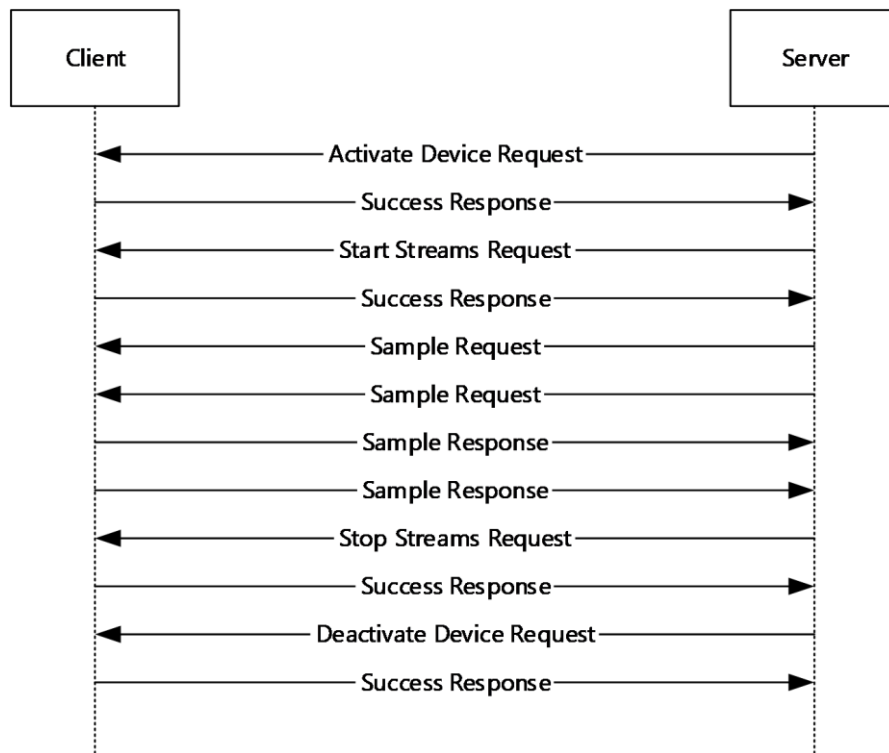 Client
Server
Activate Device Request
Success Response
Start Streams Request
Success Response
Sample Request
Sample Request
Sample Response
Sample Response
Stop Streams Request
Success Response
Deactivate Device Request
Success Response